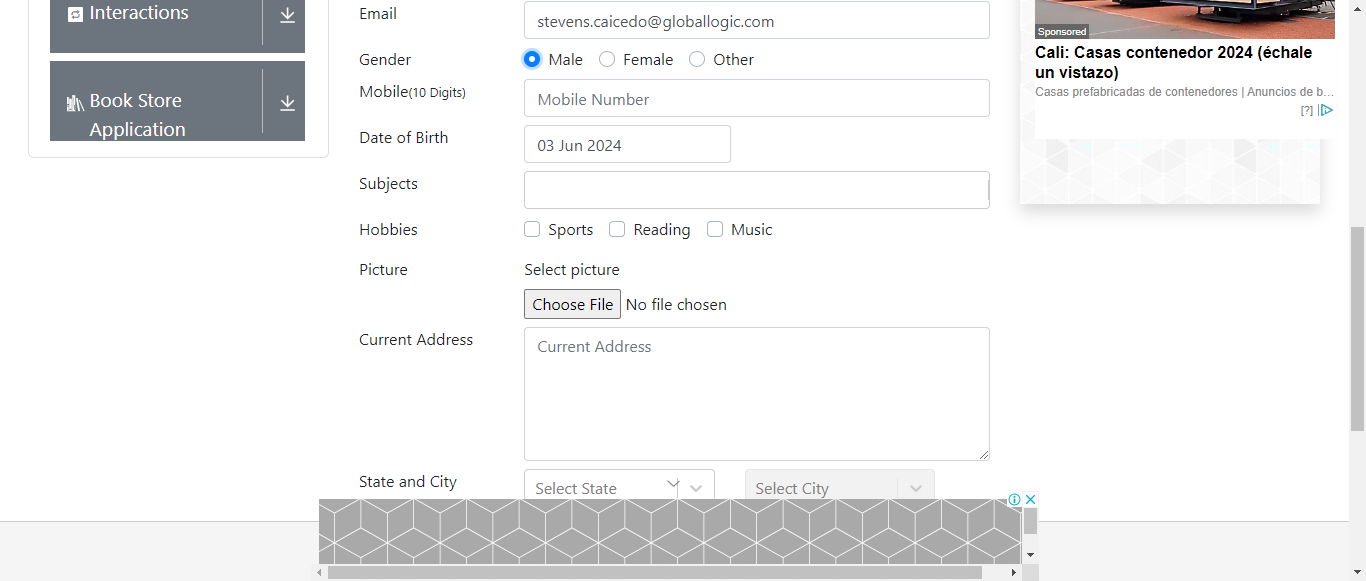 Interactions
Book Store
Application
Email
stevens.caicedo@globallogic.com
Gender
Male Female Other
Mobile(10 Digits)
Mobile Number
Date of Birth
03 Jun 2024
Subjects
Hobbies
Sports Reading Music
Picture
Select picture
Choose File No file chosen
Current Address
Current Address
State and City
Select State
Select City
Sponsored
Cali: Casas contenedor 2024 (échale
un vistazo)
Casas prefabricadas de contenedores | Anuncios de b…
[?]